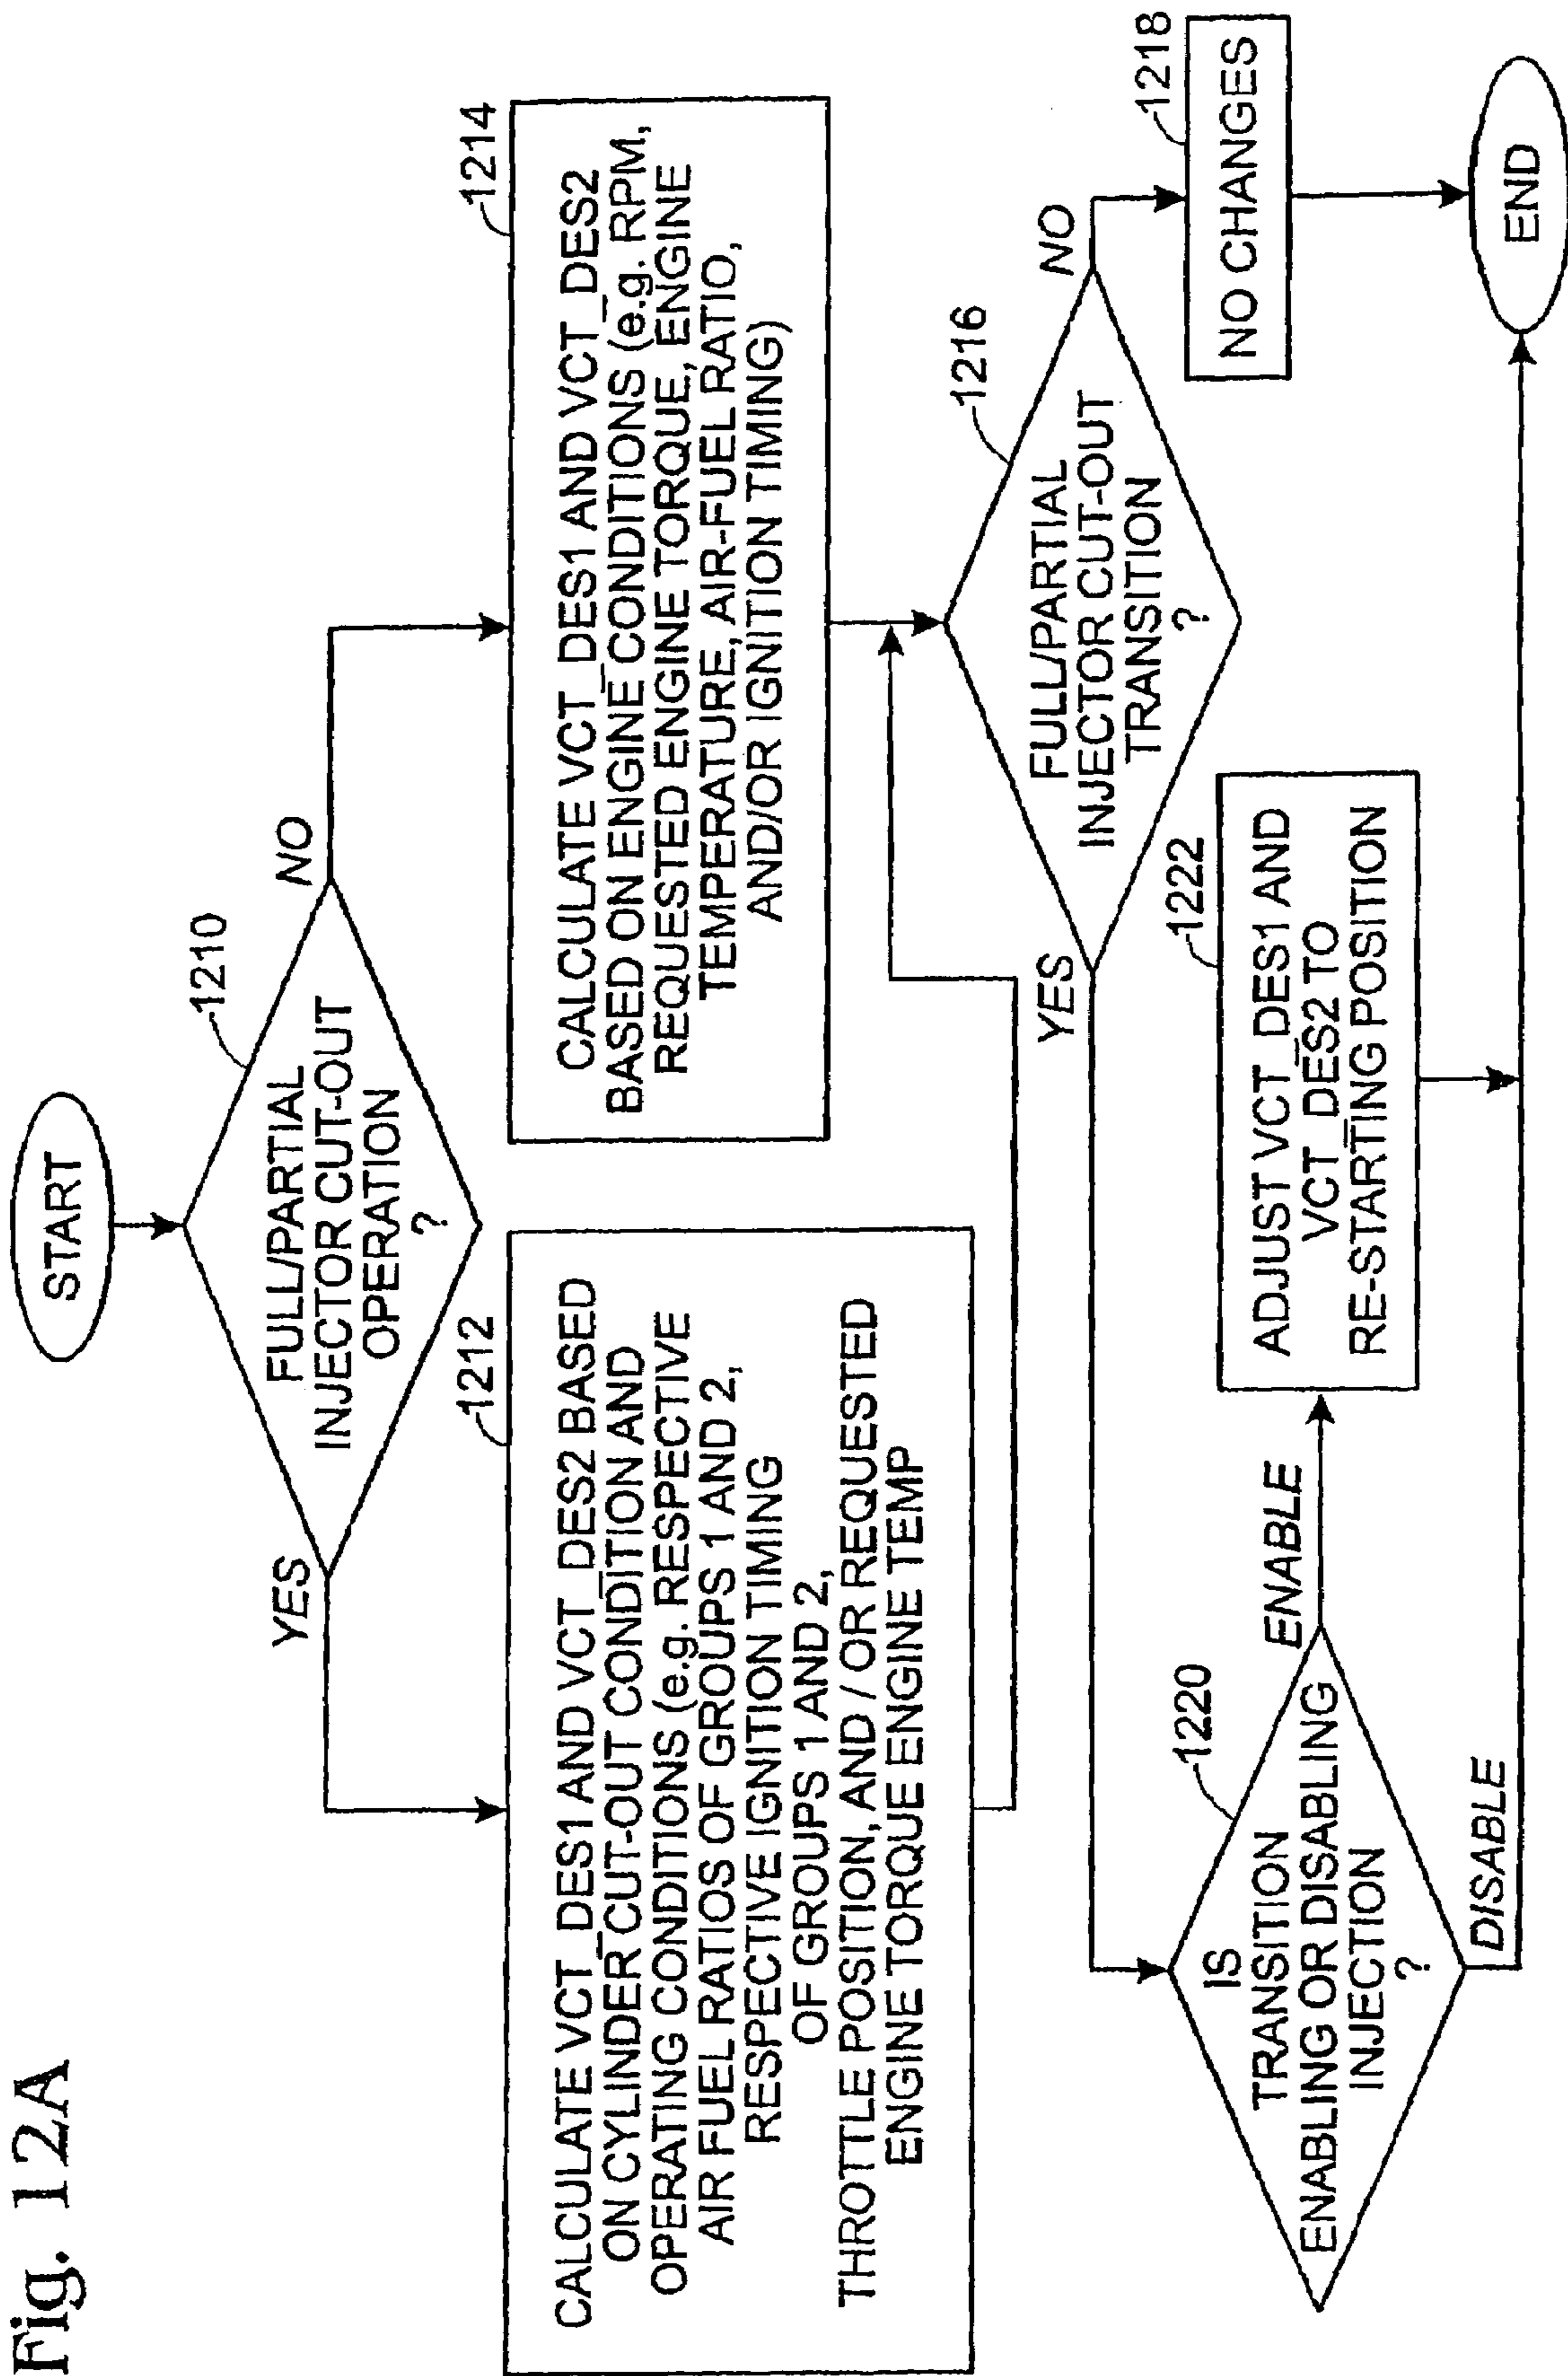 Fig. 12A
START
1210
FULL/PARTIAL
INJECTOR CUT-OUT
OPERATION
?
YES
NO
1212
CALCULATE VCT_DES1 AND VCT_DES2 BASED
ON CYLINDER CUT-OUT CONDITION AND
OPERATING CONDITIONS (e.g. RESPECTIVE
AIR FUEL RATIOS OF GROUPS 1 AND 2,
RESPECTIVE IGNITION TIMING
OF GROUPS 1 AND 2,
THROTTLE POSITION, AND / OR REQUESTED
ENGINE TORQUE ENGINE TEMP
1214
CALCULATE VCT_DES1 AND VCT_DES2
BASED ON ENGINE CONDITIONS (e.g. RPM,
REQUESTED ENGINE TORQUE, ENGINE
TEMPERATURE, AIR-FUEL RATIO,
AND/OR IGNITION TIMING)
1216
FULL/PARTIAL
INJECTOR CUT-OUT
TRANSITION
?
YES
NO
1218
NO CHANGES
1220
IS
TRANSITION
ENABLING OR DISABLING
INJECTION
?
ENABLE
DISABLE
1222
ADJUST VCT_DES1 AND
VCT_DES2 TO
RE-STARTING POSITION
END